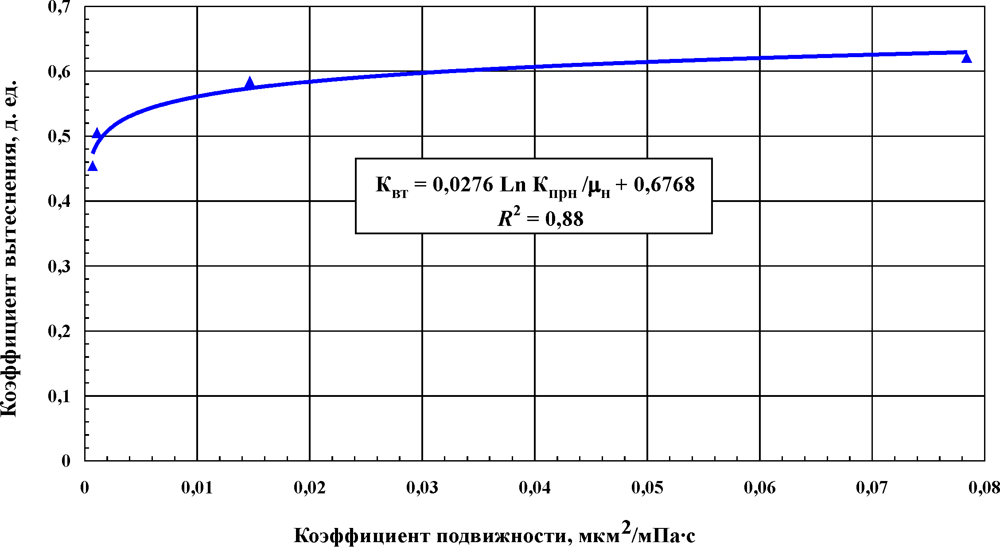 Коэффициент вытеснения, д. ед.
0,7
0,6
0,5
0,4
0,3
0,2
0,1
0
Квт = 0,0276 Ln Кпрн /μн + 0,6768
R² = 0,88
0 0,01 0,02 0,03 0,04 0,05 0,06 0,07 0,08
Коэффициент подвижности, мкм²/мПа·с